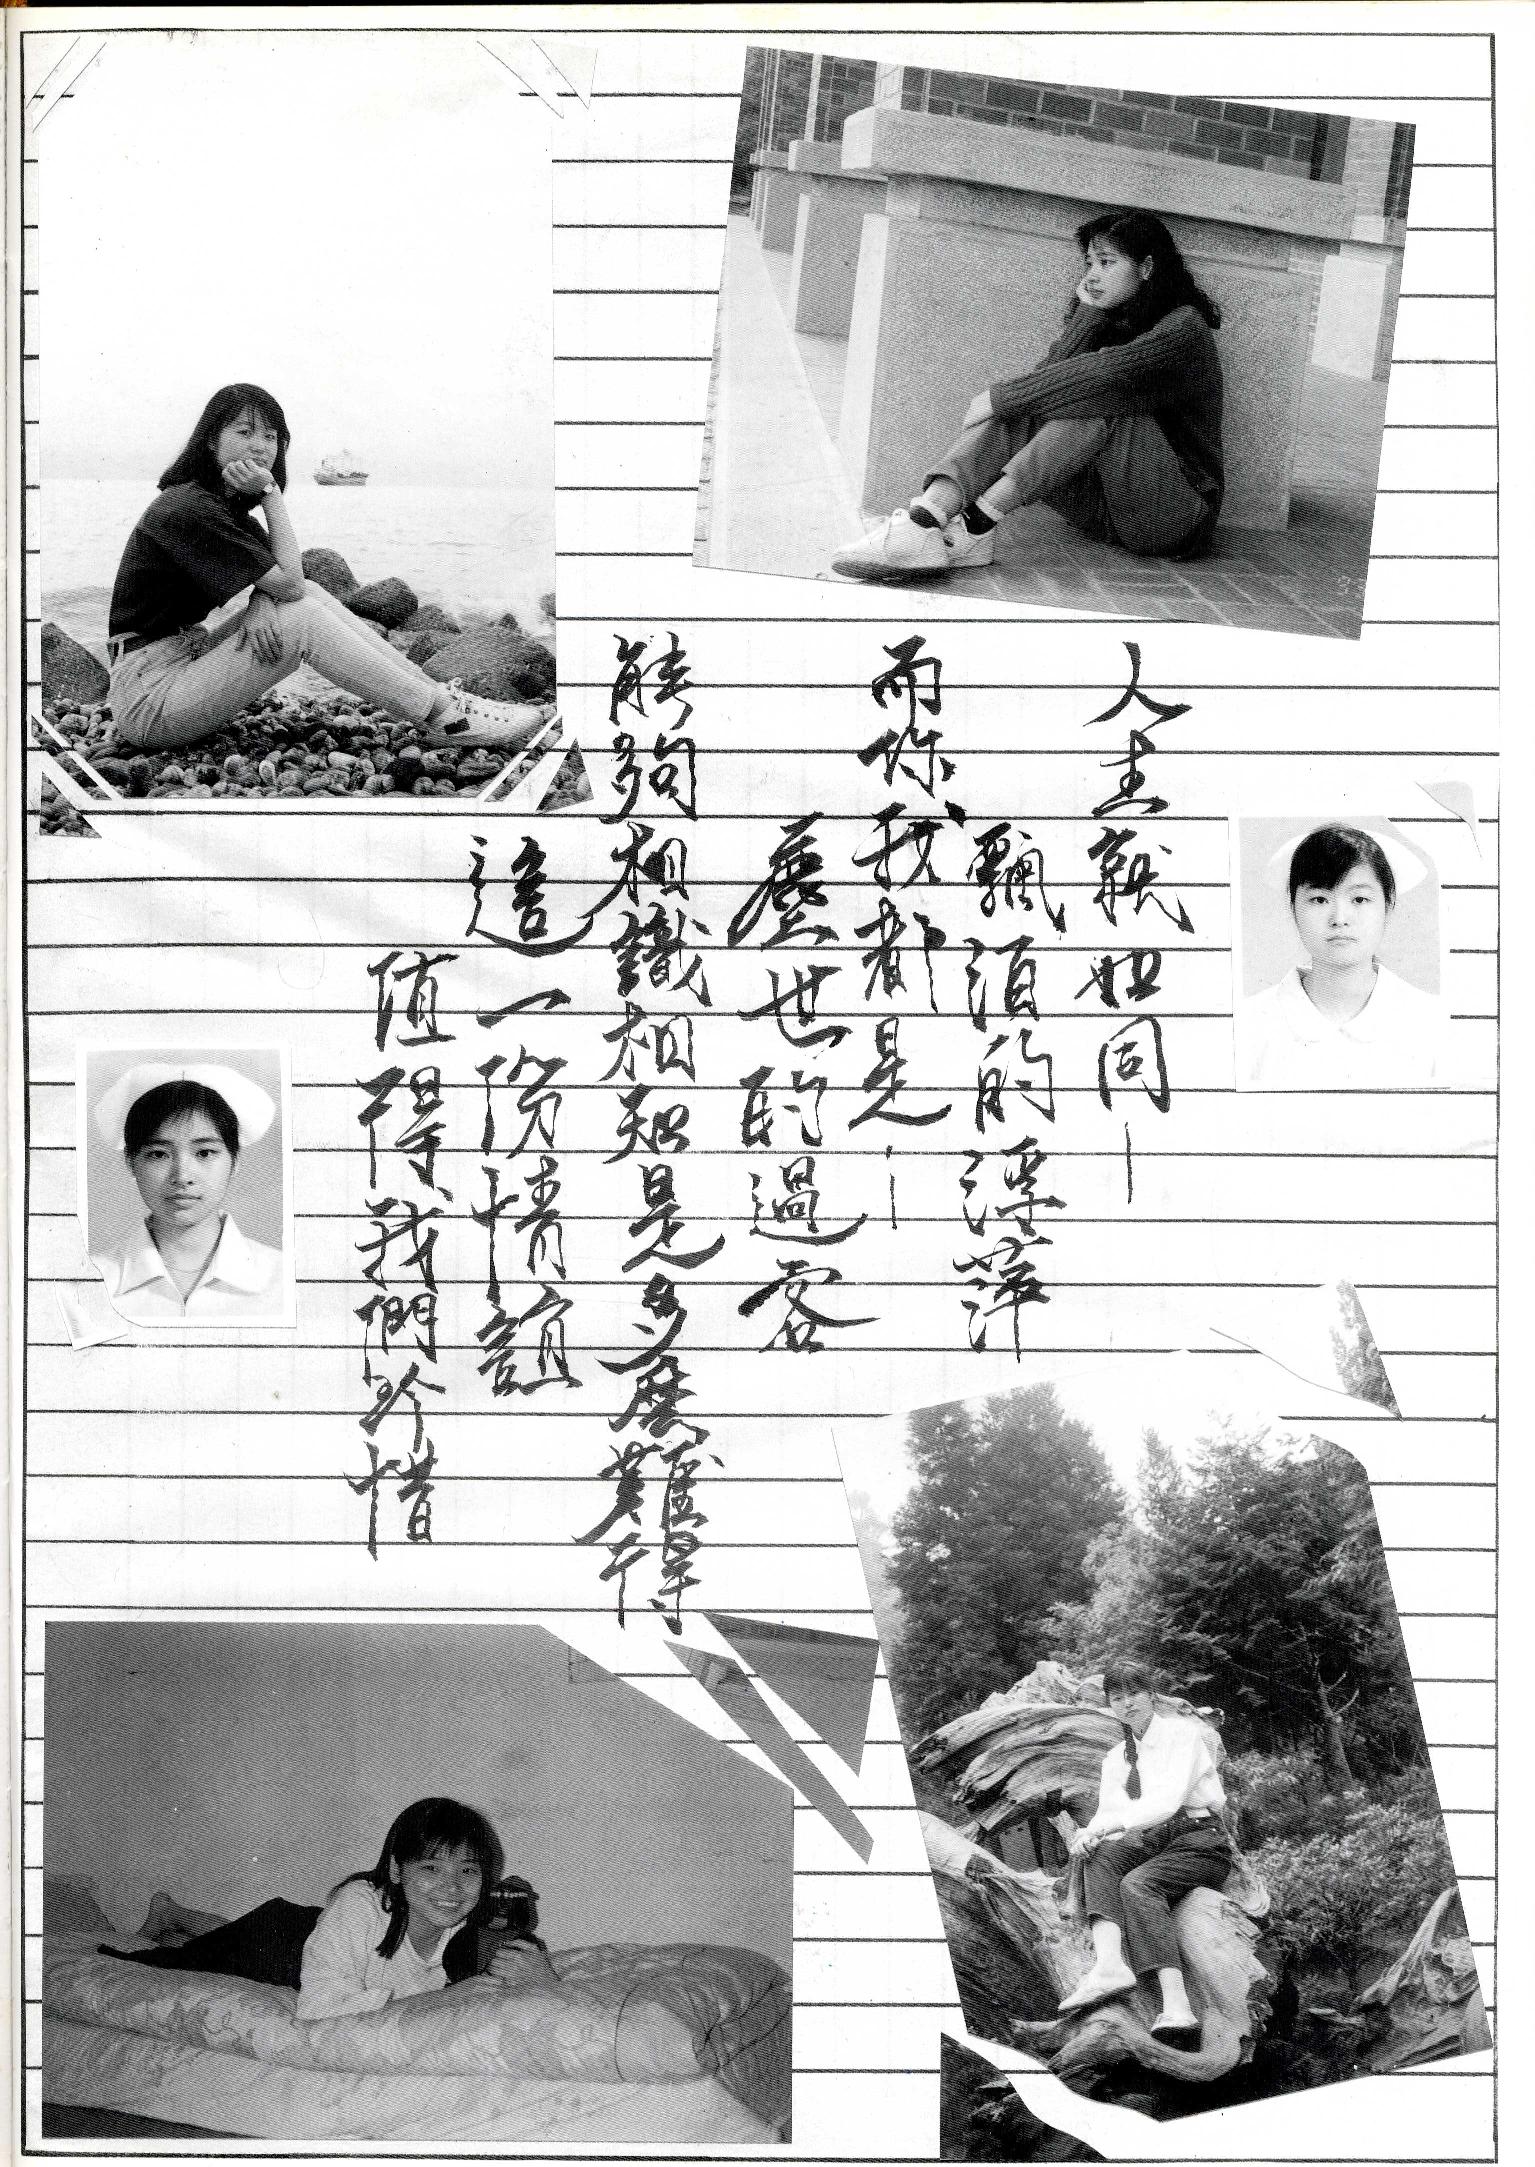 人生就如同—
飄泊的浮萍
而你我都是—
塵世的過客
能夠相識相知是多麼難得
這一份情誼
值得我們珍惜